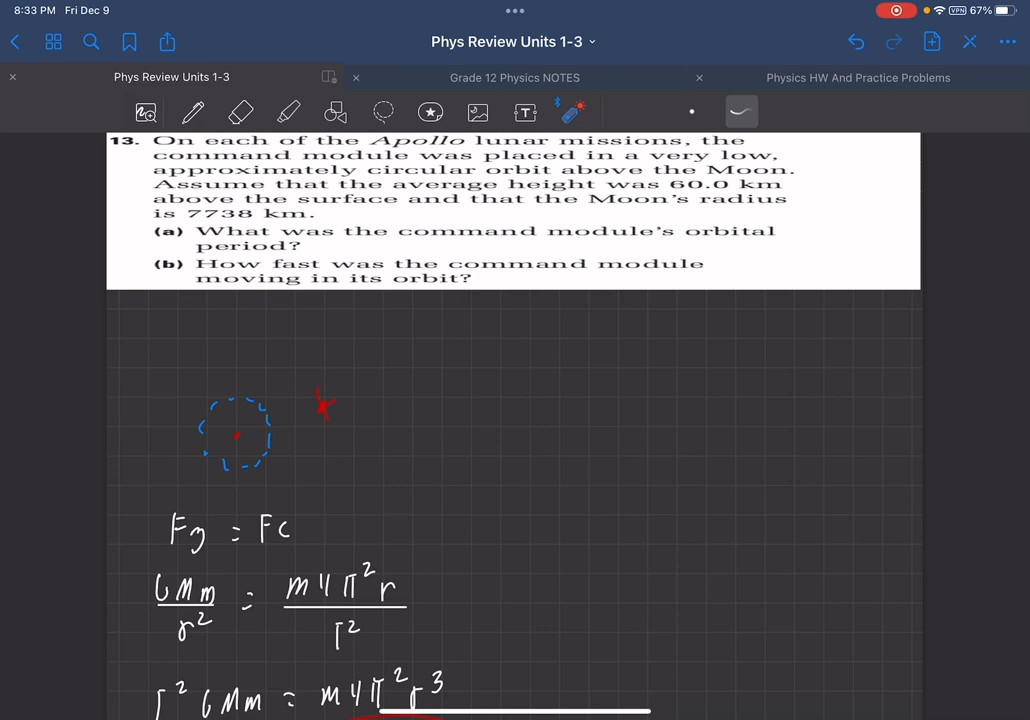 8:33 PM Fri Dec 9
VPN 67%
Phys Review Units 1-3
Phys Review Units 1-3
Grade 12 Physics NOTES
Physics HW And Practice Problems
13. On each of the Apollo lunar missions, the
command module was placed in a very low,
approximately circular orbit above the Moon.
Assume that the average height was 60.0 km
above the surface and that the Moon's radius
is 7738 km.
(a) What was the command module's orbital
period?
(b) How fast was the command module
moving in its orbit?
Fg = Fc
GMm/r² = m4π²r/T²
T²GMm = m4π²r³